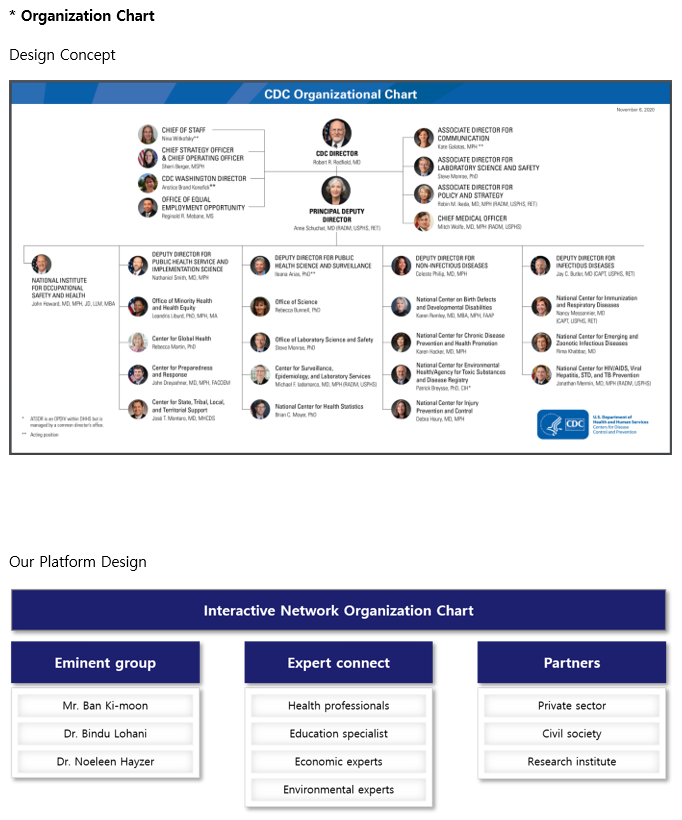 * Organization Chart
Design Concept
CDC Organizational Chart
November 6, 2020
CHIEF OF STAFF
Nina Witkofsky**
CHIEF STRATEGY OFFICER
& CHIEF OPERATING OFFICER
Sherri Berger, MSPH
CDC WASHINGTON DIRECTOR
Anstice Brand Kenefick**
OFFICE OF EQUAL
EMPLOYMENT OPPORTUNITY
Reginald R. Mebane, MS
CDC DIRECTOR
Robert R. Redfield, MD
PRINCIPAL DEPUTY
DIRECTOR
Anne Schuchat, MD (RADM, USPHS, RET)
ASSOCIATE DIRECTOR FOR
COMMUNICATION
Kate Galatas, MPH **
ASSOCIATE DIRECTOR FOR
LABORATORY SCIENCE AND SAFETY
Steve Monroe, PhD
ASSOCIATE DIRECTOR FOR
POLICY AND STRATEGY
Robin M. Ikeda, MD, MPH (RADM, USPHS, RET)
CHIEF MEDICAL OFFICER
Mitch Wolfe, MD, MPH (RADM, USPHS)
NATIONAL INSTITUTE
FOR OCCUPATIONAL
SAFETY AND HEALTH
John Howard, MD, MPH, JD, LLM, MBA
DEPUTY DIRECTOR FOR
PUBLIC HEALTH SERVICE AND
IMPLEMENTATION SCIENCE
Nathaniel Smith, MD, MPH
Office of Minority Health
and Health Equity
Leandris Liburd, PhD, MPH, MA
Center for Global Health
Rebecca Martin, PhD
Center for Preparedness
and Response
John Dreyzehner, MD, MPH, FACOEM
Center for State, Tribal, Local,
and Territorial Support
José T. Montero, MD, MHCDS
DEPUTY DIRECTOR FOR PUBLIC
HEALTH SCIENCE AND SURVEILLANCE
Ileana Arias, PhD**
Office of Science
Rebecca Bunnell, PhD
Office of Laboratory Science and Safety
Steve Monroe, PhD
Center for Surveillance,
Epidemiology, and Laboratory Services
Michael F. Iademarco, MD, MPH (RADM, USPHS)
National Center for Health Statistics
Brian C. Moyer, PhD
DEPUTY DIRECTOR FOR
NON-INFECTIOUS DISEASES
Celeste Philip, MD, MPH
National Center on Birth Defects
and Developmental Disabilities
Karen Remley, MD, MBA, MPH, FAAP
National Center for Chronic Disease
Prevention and Health Promotion
Karen Hacker, MD, MPH
National Center for Environmental
Health/Agency for Toxic Substances
and Disease Registry
Patrick Breysse, PhD, CIH*
National Center for Injury
Prevention and Control
Debra Houry, MD, MPH
DEPUTY DIRECTOR FOR
INFECTIOUS DISEASES
Jay C. Butler, MD (CAPT, USPHS, RET)
National Center for Immunization
and Respiratory Diseases
Nancy Messonnier, MD
(CAPT, USPHS, RET)
National Center for Emerging and
Zoonotic Infectious Diseases
Rima Khabbaz, MD
National Center for HIV/AIDS, Viral
Hepatitis, STD, and TB Prevention
Jonathan Mermin, MD, MPH (RADM, USPHS)
* ATSDR is an OPDIV within DHHS but is
managed by a common director's office.
** Acting position
CDC
U.S. Department of
Health and Human Services
Centers for Disease
Control and Prevention
Our Platform Design
Interactive Network Organization Chart
Eminent group
Mr. Ban Ki-moon
Dr. Bindu Lohani
Dr. Noeleen Hayzer
Expert connect
Health professionals
Education specialist
Economic experts
Environmental experts
Partners
Private sector
Civil society
Research institute